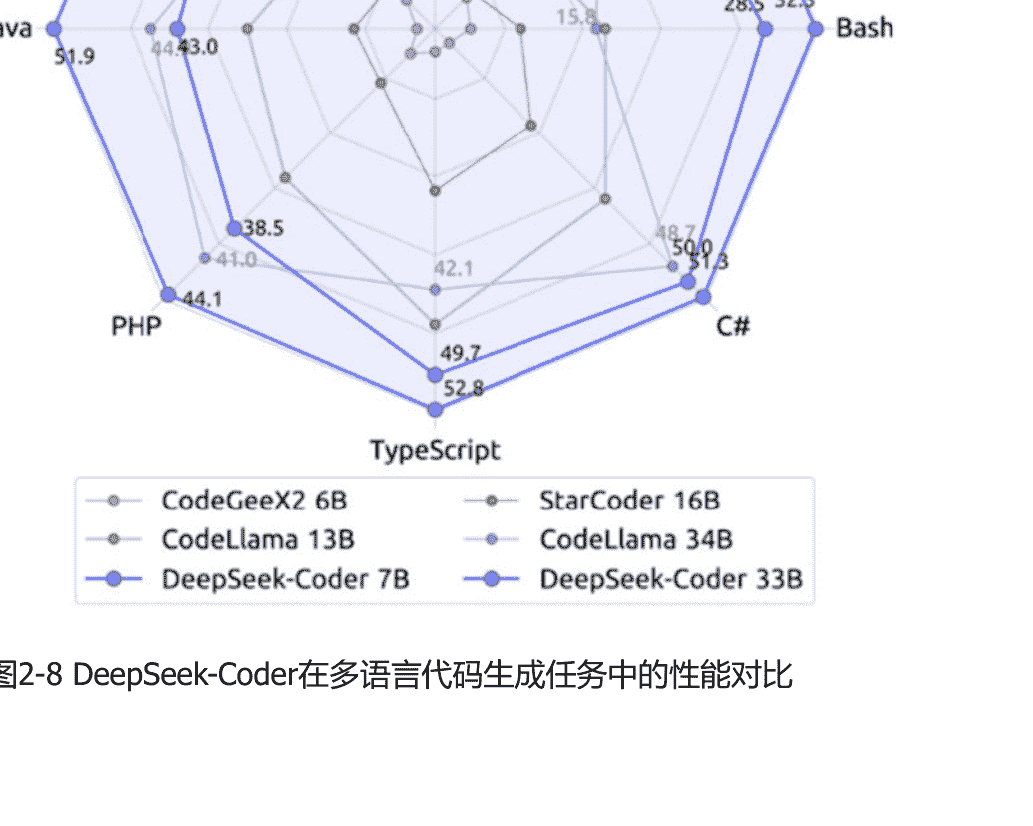 28.5
15.8
ava
Bash
51.9
43.0
48.7
50.0
51.3
38.5
41.0
42.1
44.1
PHP
C#
49.7
52.8
TypeScript
CodeGeeX2 6B
StarCoder 16B
CodeLlama 13B
CodeLlama 34B
DeepSeek-Coder 7B
DeepSeek-Coder 33B
图2-8 DeepSeek-Coder在多语言代码生成任务中的性能对比